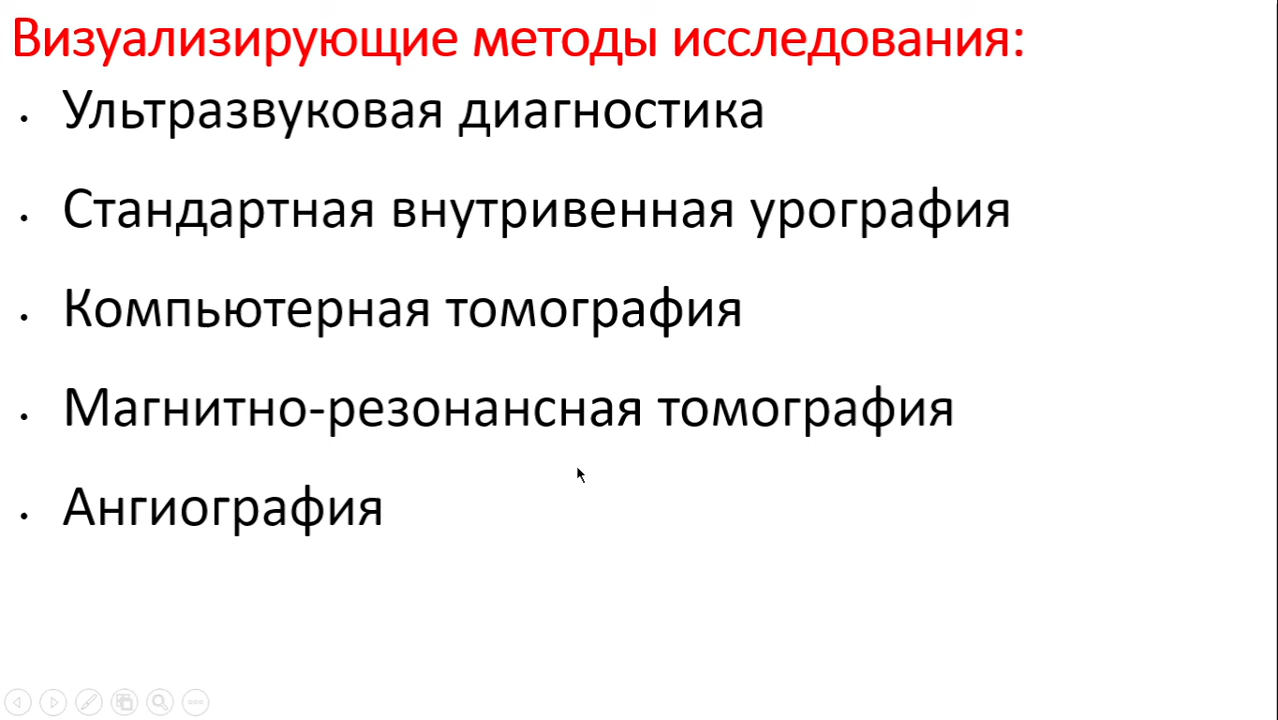 Визуализирующие методы исследования:
• Ультразвуковая диагностика
• Стандартная внутривенная урография
• Компьютерная томография
• Магнитно-резонансная томография
• Ангиография